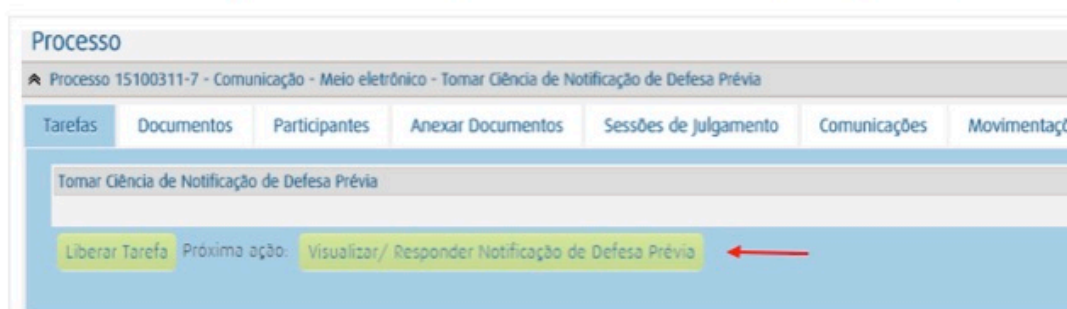 Processo
Processo 15100311-7 - Comunicação - Meio eletrônico - Tomar Ciência de Notificação de Defesa Prévia
Tarefas Documentos Participantes Anexar Documentos Sessões de Julgamento Comunicações Movimentaçõ
Tomar Ciência de Notificação de Defesa Prévia
Liberar Tarefa Próxima ação: Visualizar/ Responder Notificação de Defesa Prévia